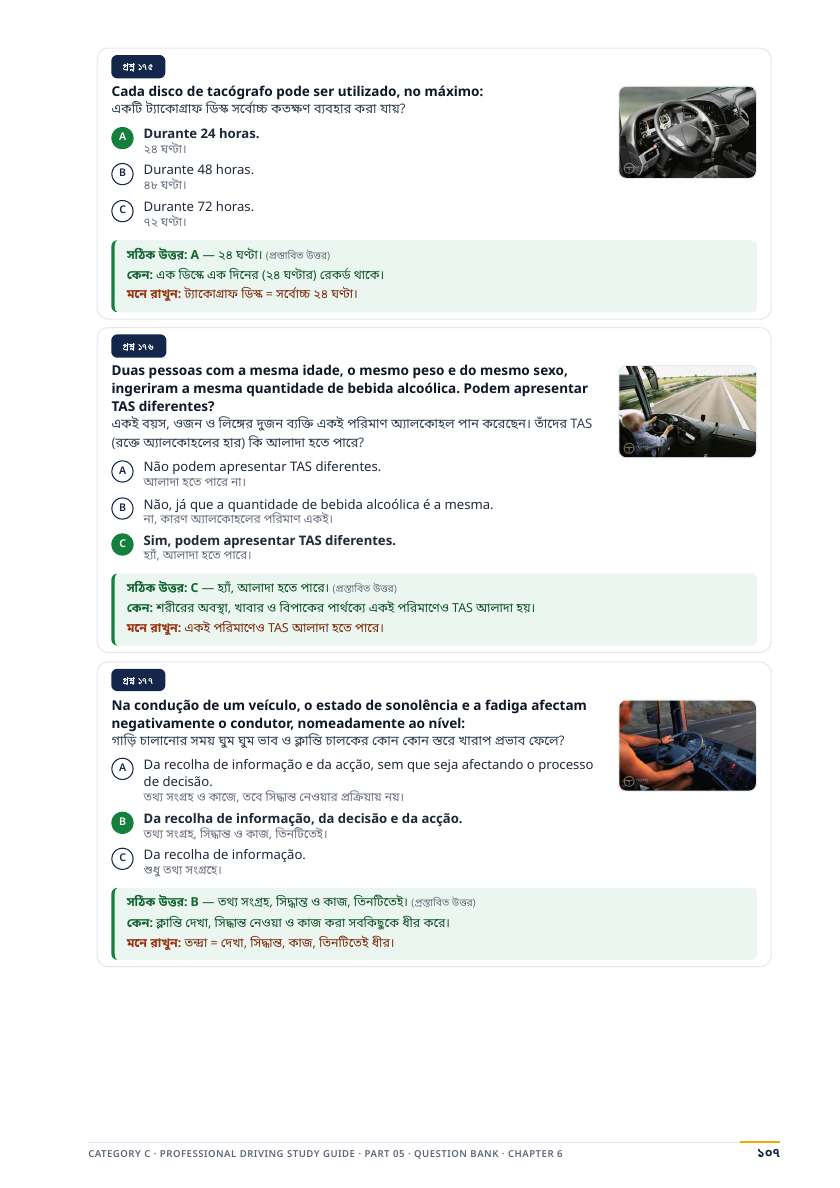 প্রশ্ন ১৭৫
Cada disco de tacógrafo pode ser utilizado, no máximo:
একটি ট্যাকোগ্রাফ ডিস্ক সর্বোচ্চ কতক্ষণ ব্যবহার করা যায়?
A Durante 24 horas.
২৪ ঘণ্টা।
B Durante 48 horas.
৪৮ ঘণ্টা।
C Durante 72 horas.
৭২ ঘণ্টা।
সঠিক উত্তর: A — ২৪ ঘণ্টা। (প্রস্তাবিত উত্তর)
কেন: এক ডিস্কে এক দিনের (২৪ ঘণ্টার) রেকর্ড থাকে।
মনে রাখুন: ট্যাকোগ্রাফ ডিস্ক = সর্বোচ্চ ২৪ ঘণ্টা।
প্রশ্ন ১৭৬
Duas pessoas com a mesma idade, o mesmo peso e do mesmo sexo,
ingeriram a mesma quantidade de bebida alcoólica. Podem apresentar
TAS diferentes?
একই বয়স, ওজন ও লিঙ্গের দুজন ব্যক্তি একই পরিমাণ অ্যালকোহল পান করেছেন। তাঁদের TAS
(রক্তে অ্যালকোহলের হার) কি আলাদা হতে পারে?
A Não podem apresentar TAS diferentes.
আলাদা হতে পারে না।
B Não, já que a quantidade de bebida alcoólica é a mesma.
না, কারণ অ্যালকোহলের পরিমাণ একই।
C Sim, podem apresentar TAS diferentes.
হ্যাঁ, আলাদা হতে পারে।
সঠিক উত্তর: C — হ্যাঁ, আলাদা হতে পারে। (প্রস্তাবিত উত্তর)
কেন: শরীরের অবস্থা, খাবার ও বিপাকের পার্থক্যে একই পরিমাণেও TAS আলাদা হয়।
মনে রাখুন: একই পরিমাণেও TAS আলাদা হতে পারে।
প্রশ্ন ১৭৭
Na condução de um veículo, o estado de sonolência e a fadiga afectam
negativamente o condutor, nomeadamente ao nível:
গাড়ি চালানোর সময় ঘুম ঘুম ভাব ও ক্লান্তি চালকের কোন কোন স্তরে খারাপ প্রভাব ফেলে?
A Da recolha de informação e da acção, sem que seja afectando o processo
de decisão.
তথ্য সংগ্রহ ও কাজে, তবে সিদ্ধান্ত নেওয়ার প্রক্রিয়ায় নয়।
B Da recolha de informação, da decisão e da acção.
তথ্য সংগ্রহ, সিদ্ধান্ত ও কাজ, তিনটিতেই।
C Da recolha de informação.
শুধু তথ্য সংগ্রহে।
সঠিক উত্তর: B — তথ্য সংগ্রহ, সিদ্ধান্ত ও কাজ, তিনটিতেই। (প্রস্তাবিত উত্তর)
কেন: ক্লান্তি দেখা, সিদ্ধান্ত নেওয়া ও কাজ করা সবকিছুকে ধীর করে।
মনে রাখুন: তন্দ্রা = দেখা, সিদ্ধান্ত, কাজ, তিনটিতেই ধীর।
CATEGORY C · PROFESSIONAL DRIVING STUDY GUIDE · PART 05 · QUESTION BANK · CHAPTER 6
১০৭